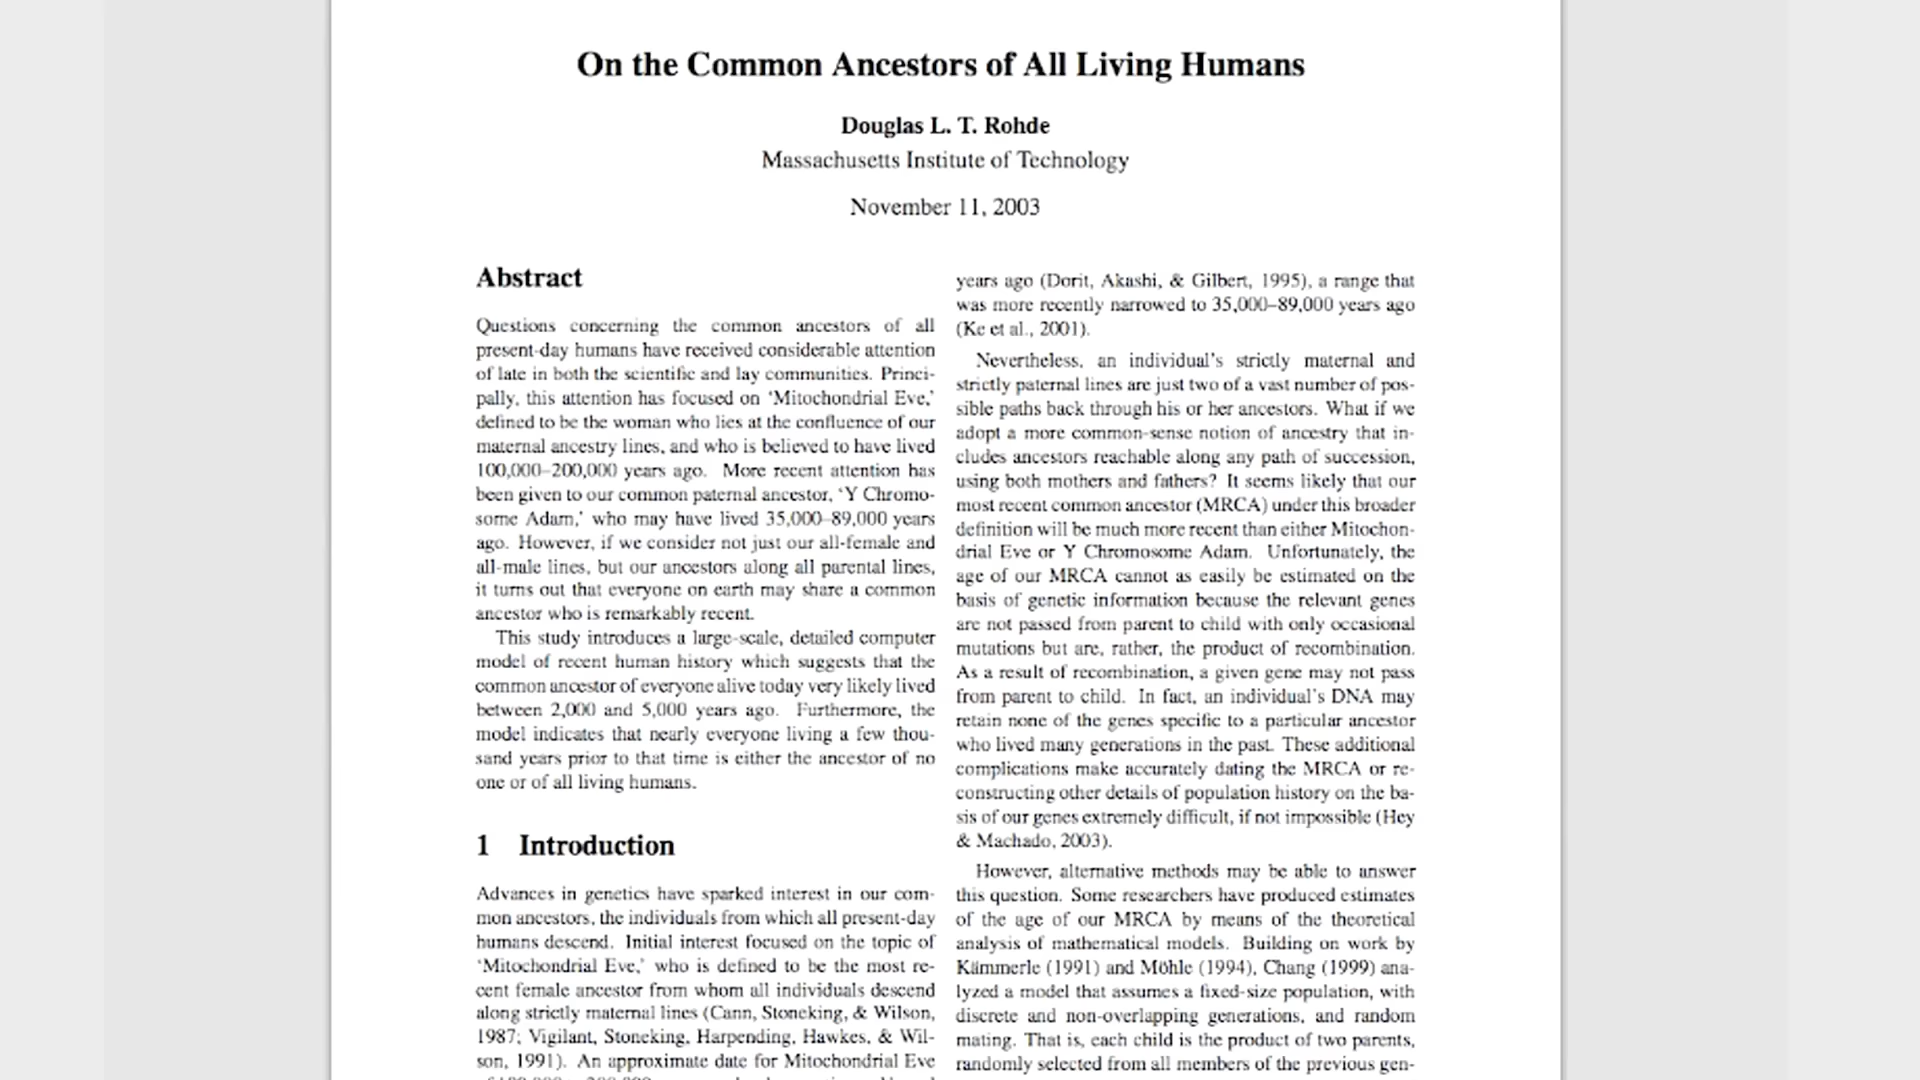 On the Common Ancestors of All Living Humans
Douglas L. T. Rohde
Massachusetts Institute of Technology
November 11, 2003
Abstract
Questions concerning the common ancestors of all
present-day humans have received considerable attention
of late in both the scientific and lay communities. Princi-
pally, this attention has focused on ‘Mitochondrial Eve,’
defined to be the woman who lies at the confluence of our
maternal ancestry lines, and who is believed to have lived
100,000–200,000 years ago. More recent attention has
been given to our common paternal ancestor, ‘Y Chromo-
some Adam,’ who may have lived 35,000–89,000 years
ago. However, if we consider not just our all-female and
all-male lines, but our ancestors along all parental lines,
it turns out that everyone on earth may share a common
ancestor who is remarkably recent.
This study introduces a large-scale, detailed computer
model of recent human history which suggests that the
common ancestor of everyone alive today very likely lived
between 2,000 and 5,000 years ago. Furthermore, the
model indicates that nearly everyone living a few thou-
sand years prior to that time is either the ancestor of no
one or of all living humans.
1 Introduction
Advances in genetics have sparked interest in our com-
mon ancestors, the individuals from which all present-day
humans descend. Initial interest focused on the topic of
‘Mitochondrial Eve,’ who is defined to be the most re-
cent female ancestor from whom all individuals descend
along strictly maternal lines (Cann, Stoneking, & Wilson,
1987; Vigilant, Stoneking, Harpending, Hawkes, & Wil-
son, 1991). An approximate date for Mitochondrial Eve
years ago (Dorit, Akashi, & Gilbert, 1995), a range that
was more recently narrowed to 35,000–89,000 years ago
(Ke et al., 2001).
Nevertheless, an individual’s strictly maternal and
strictly paternal lines are just two of a vast number of pos-
sible paths back through his or her ancestors. What if we
adopt a more common-sense notion of ancestry that in-
cludes ancestors reachable along any path of succession,
using both mothers and fathers? It seems likely that our
most recent common ancestor (MRCA) under this broader
definition will be much more recent than either Mitochon-
drial Eve or Y Chromosome Adam. Unfortunately, the
age of our MRCA cannot as easily be estimated on the
basis of genetic information because the relevant genes
are not passed from parent to child with only occasional
mutations but are, rather, the product of recombination.
As a result of recombination, a given gene may not pass
from parent to child. In fact, an individual’s DNA may
retain none of the genes specific to a particular ancestor
who lived many generations in the past. These additional
complications make accurately dating the MRCA or re-
constructing other details of population history on the ba-
sis of our genes extremely difficult, if not impossible (Hey
& Machado, 2003).
However, alternative methods may be able to answer
this question. Some researchers have produced estimates
of the age of our MRCA by means of the theoretical
analysis of mathematical models. Building on work by
Kämmerle (1991) and Möhle (1994), Chang (1999) ana-
lyzed a model that assumes a fixed-size population, with
discrete and non-overlapping generations, and random
mating. That is, each child is the product of two parents,
randomly selected from all members of the previous gen-